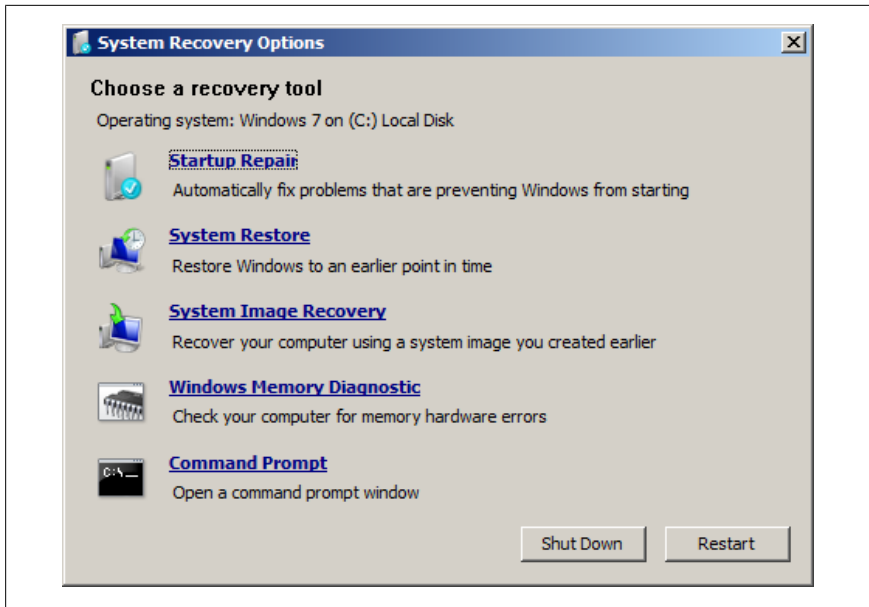 System Recovery Options
Choose a recovery tool
Operating system: Windows 7 on (C:) Local Disk
Startup Repair
Automatically fix problems that are preventing Windows from starting
System Restore
Restore Windows to an earlier point in time
System Image Recovery
Recover your computer using a system image you created earlier
Windows Memory Diagnostic
Check your computer for memory hardware errors
C:\_
Command Prompt
Open a command prompt window
Shut Down
Restart